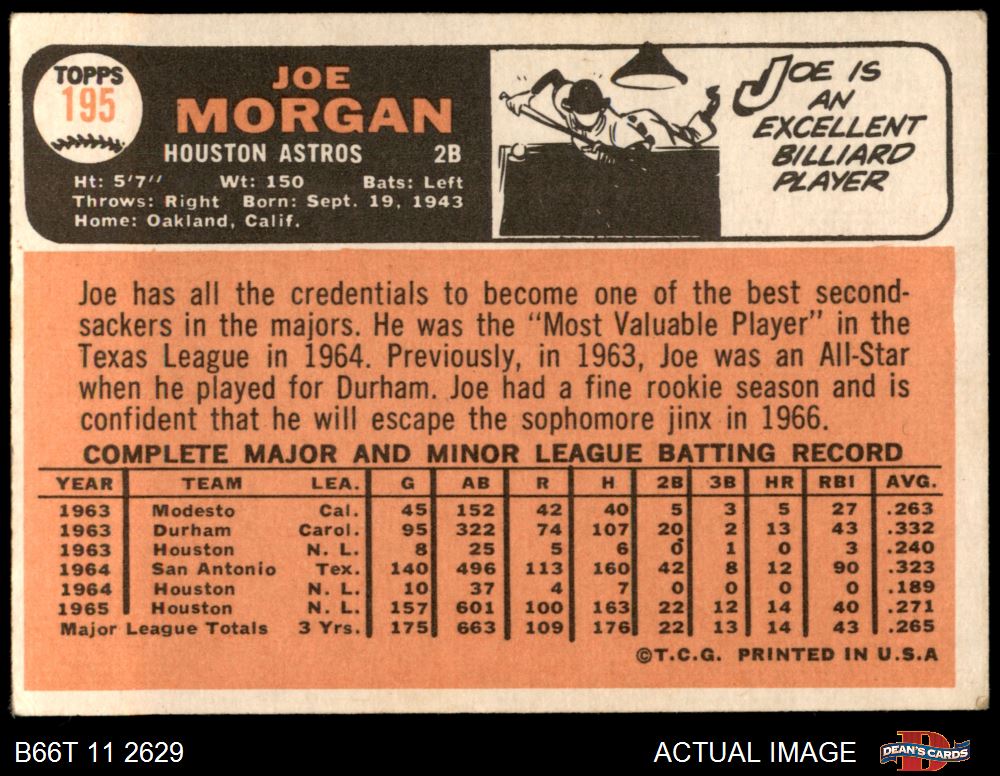 TOPPS
195
JOE
MORGAN
HOUSTON ASTROS 2B
Ht: 5'7" Wt: 150 Bats: Left
Throws: Right Born: Sept. 19, 1943
Home: Oakland, Calif.
JOE IS
AN
EXCELLENT
BILLIARD
PLAYER
Joe has all the credentials to become one of the best second-
sackers in the majors. He was the "Most Valuable Player" in the
Texas League in 1964. Previously, in 1963, Joe was an All-Star
when he played for Durham. Joe had a fine rookie season and is
confident that he will escape the sophomore jinx in 1966.
COMPLETE MAJOR AND MINOR LEAGUE BATTING RECORD
YEAR TEAM LEA. G AB R H 2B 3B HR RBI AVG.
1963 Modesto Cal. 45 152 42 40 5 3 5 27 .263
1963 Durham Carol. 95 322 74 107 20 2 13 43 .332
1963 Houston N. L. 8 25 5 6 0 1 0 3 .240
1964 San Antonio Tex. 140 496 113 160 42 8 12 90 .323
1964 Houston N. L. 10 37 4 7 0 0 0 0 .189
1965 Houston N. L. 157 601 100 163 22 12 14 40 .271
Major League Totals 3 Yrs. 175 663 109 176 22 13 14 43 .265
©T.C.G. PRINTED IN U.S.A
B66T 11 2629
ACTUAL IMAGE
DEAN'S CARDS